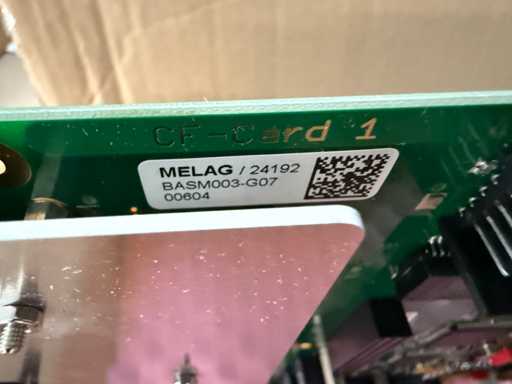 CF-Card 1
MELAG / 24192
BASM003-G07
00604